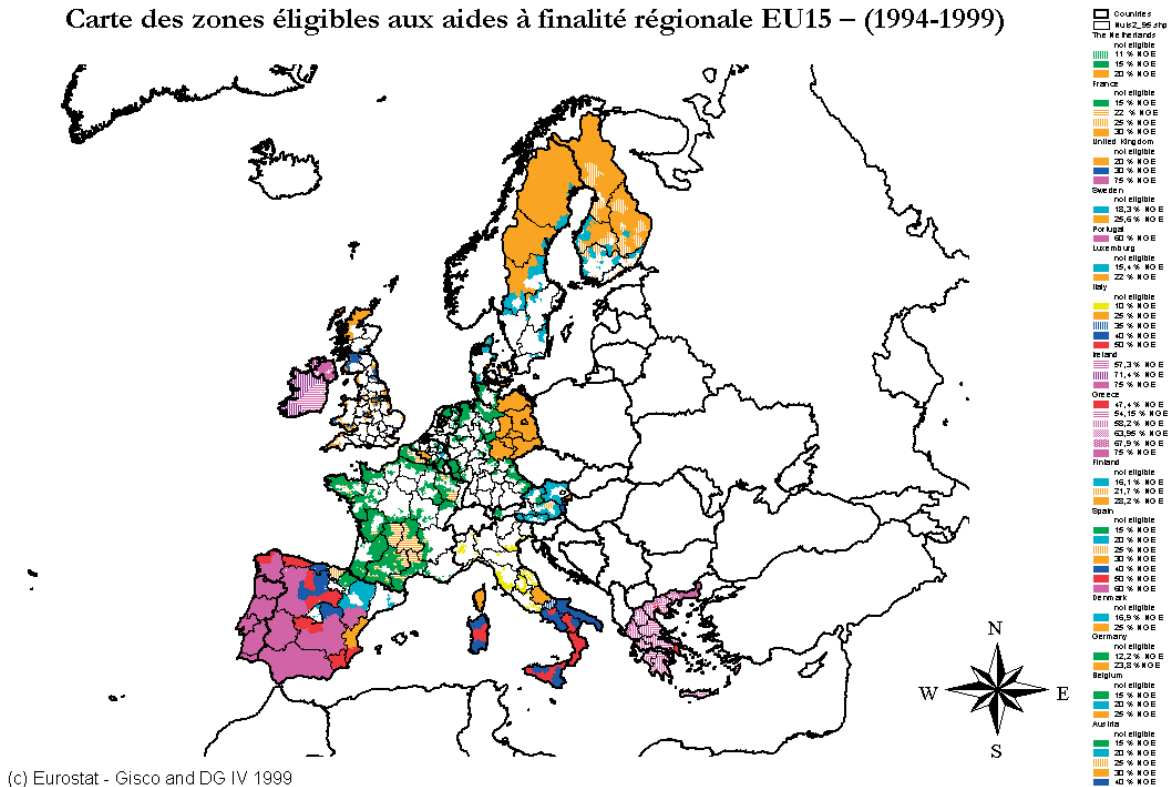 Carte des zones éligibles aux aides à finalité régionale EU15 – (1994-1999)
Countries
Nuts2_95.shp
The Netherlands
not eligible
11 % NGE
15 % NGE
20 % NGE
France
not eligible
15 % NGE
22 % NGE
25 % NGE
30 % NGE
United Kingdom
not eligible
20 % NGE
30 % NGE
75 % NGE
Sweden
not eligible
18,3 % NGE
25,6 % NGE
Portugal
60 % NGE
Luxemburg
not eligible
15,4 % NGE
22 % NGE
Italy
not eligible
10 % NGE
25 % NGE
35 % NGE
40 % NGE
50 % NGE
Ireland
57,3 % NGE
71,4 % NGE
75 % NGE
Greece
47,4 % NGE
54,15 % NGE
58,2 % NGE
63,95 % NGE
67,9 % NGE
75 % NGE
Finland
not eligible
16,1 % NGE
21,7 % NGE
28,2 % NGE
Spain
not eligible
15 % NGE
20 % NGE
25 % NGE
30 % NGE
40 % NGE
50 % NGE
60 % NGE
Denmark
not eligible
16,9 % NGE
25 % NGE
Germany
not eligible
12,2 % NGE
23,8 % NGE
Belgium
not eligible
15 % NGE
20 % NGE
25 % NGE
Austria
not eligible
15 % NGE
20 % NGE
25 % NGE
30 % NGE
40 % NGE
N
W E
S
(c) Eurostat - Gisco and DG IV 1999